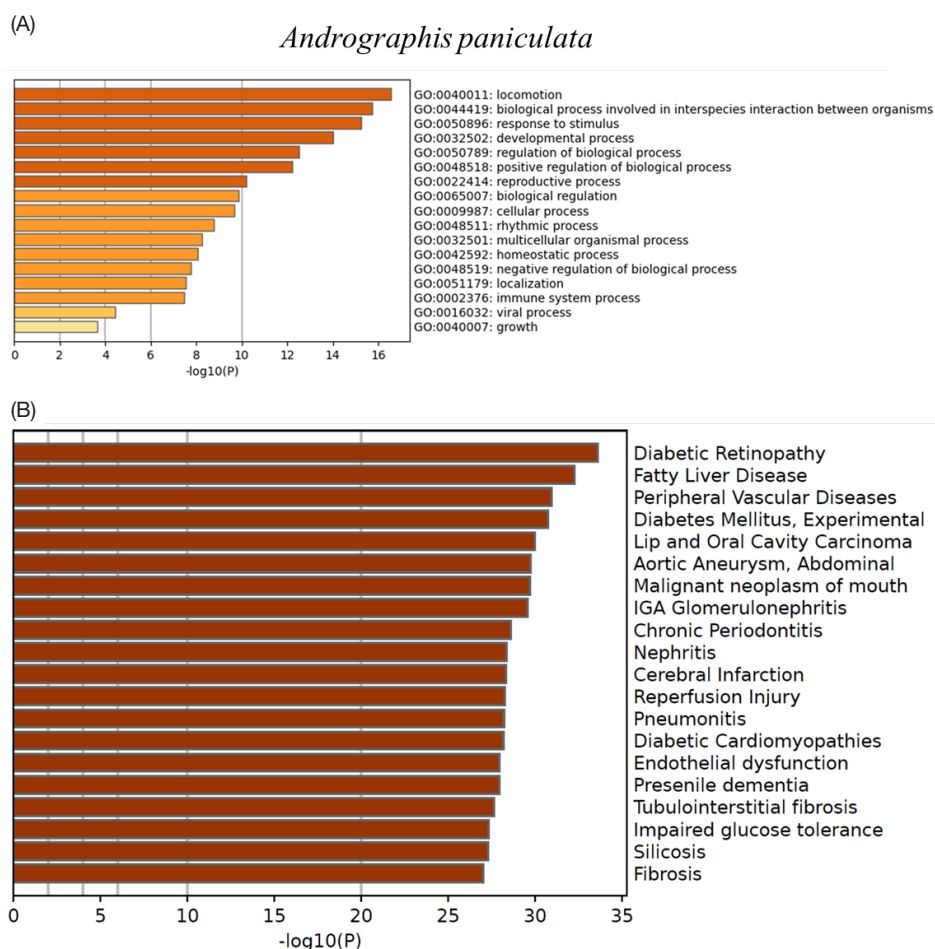 (A)
Andrographis paniculata
GO:0040011: locomotion
GO:0044419: biological process involved in interspecies interaction between organisms
GO:0050896: response to stimulus
GO:0032502: developmental process
GO:0050789: regulation of biological process
GO:0048518: positive regulation of biological process
GO:0022414: reproductive process
GO:0065007: biological regulation
GO:0009987: cellular process
GO:0048511: rhythmic process
GO:0032501: multicellular organismal process
GO:0042592: homeostatic process
GO:0048519: negative regulation of biological process
GO:0051179: localization
GO:0002376: immune system process
GO:0016032: viral process
GO:0040007: growth
0 2 4 6 8 10 12 14 16
-log10(P)
(B)
Diabetic Retinopathy
Fatty Liver Disease
Peripheral Vascular Diseases
Diabetes Mellitus, Experimental
Lip and Oral Cavity Carcinoma
Aortic Aneurysm, Abdominal
Malignant neoplasm of mouth
IGA Glomerulonephritis
Chronic Periodontitis
Nephritis
Cerebral Infarction
Reperfusion Injury
Pneumonitis
Diabetic Cardiomyopathies
Endothelial dysfunction
Presenile dementia
Tubulointerstitial fibrosis
Impaired glucose tolerance
Silicosis
Fibrosis
0 5 10 15 20 25 30 35
-log10(P)